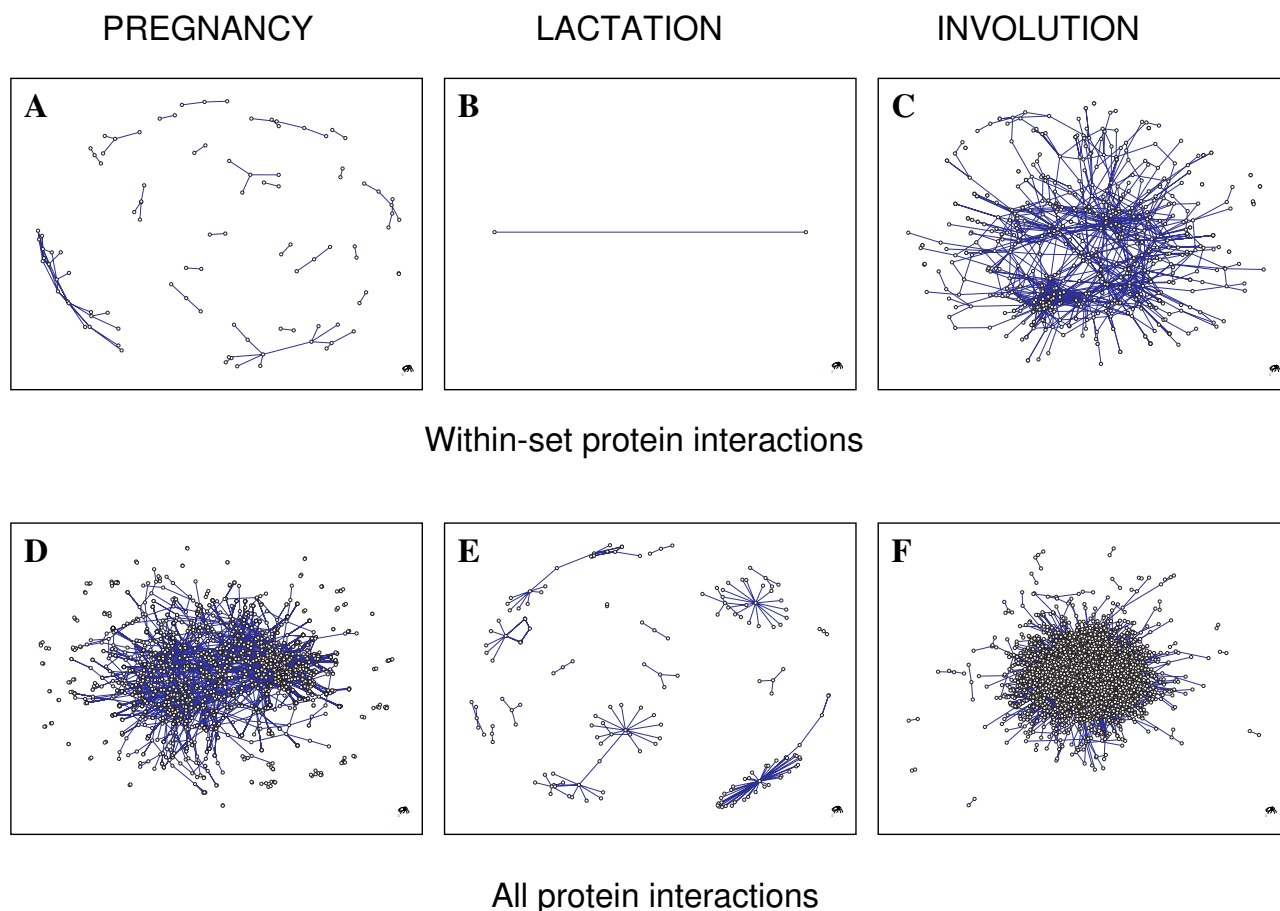 PREGNANCY LACTATION INVOLUTION
A B C
Within-set protein interactions
D E F
All protein interactions